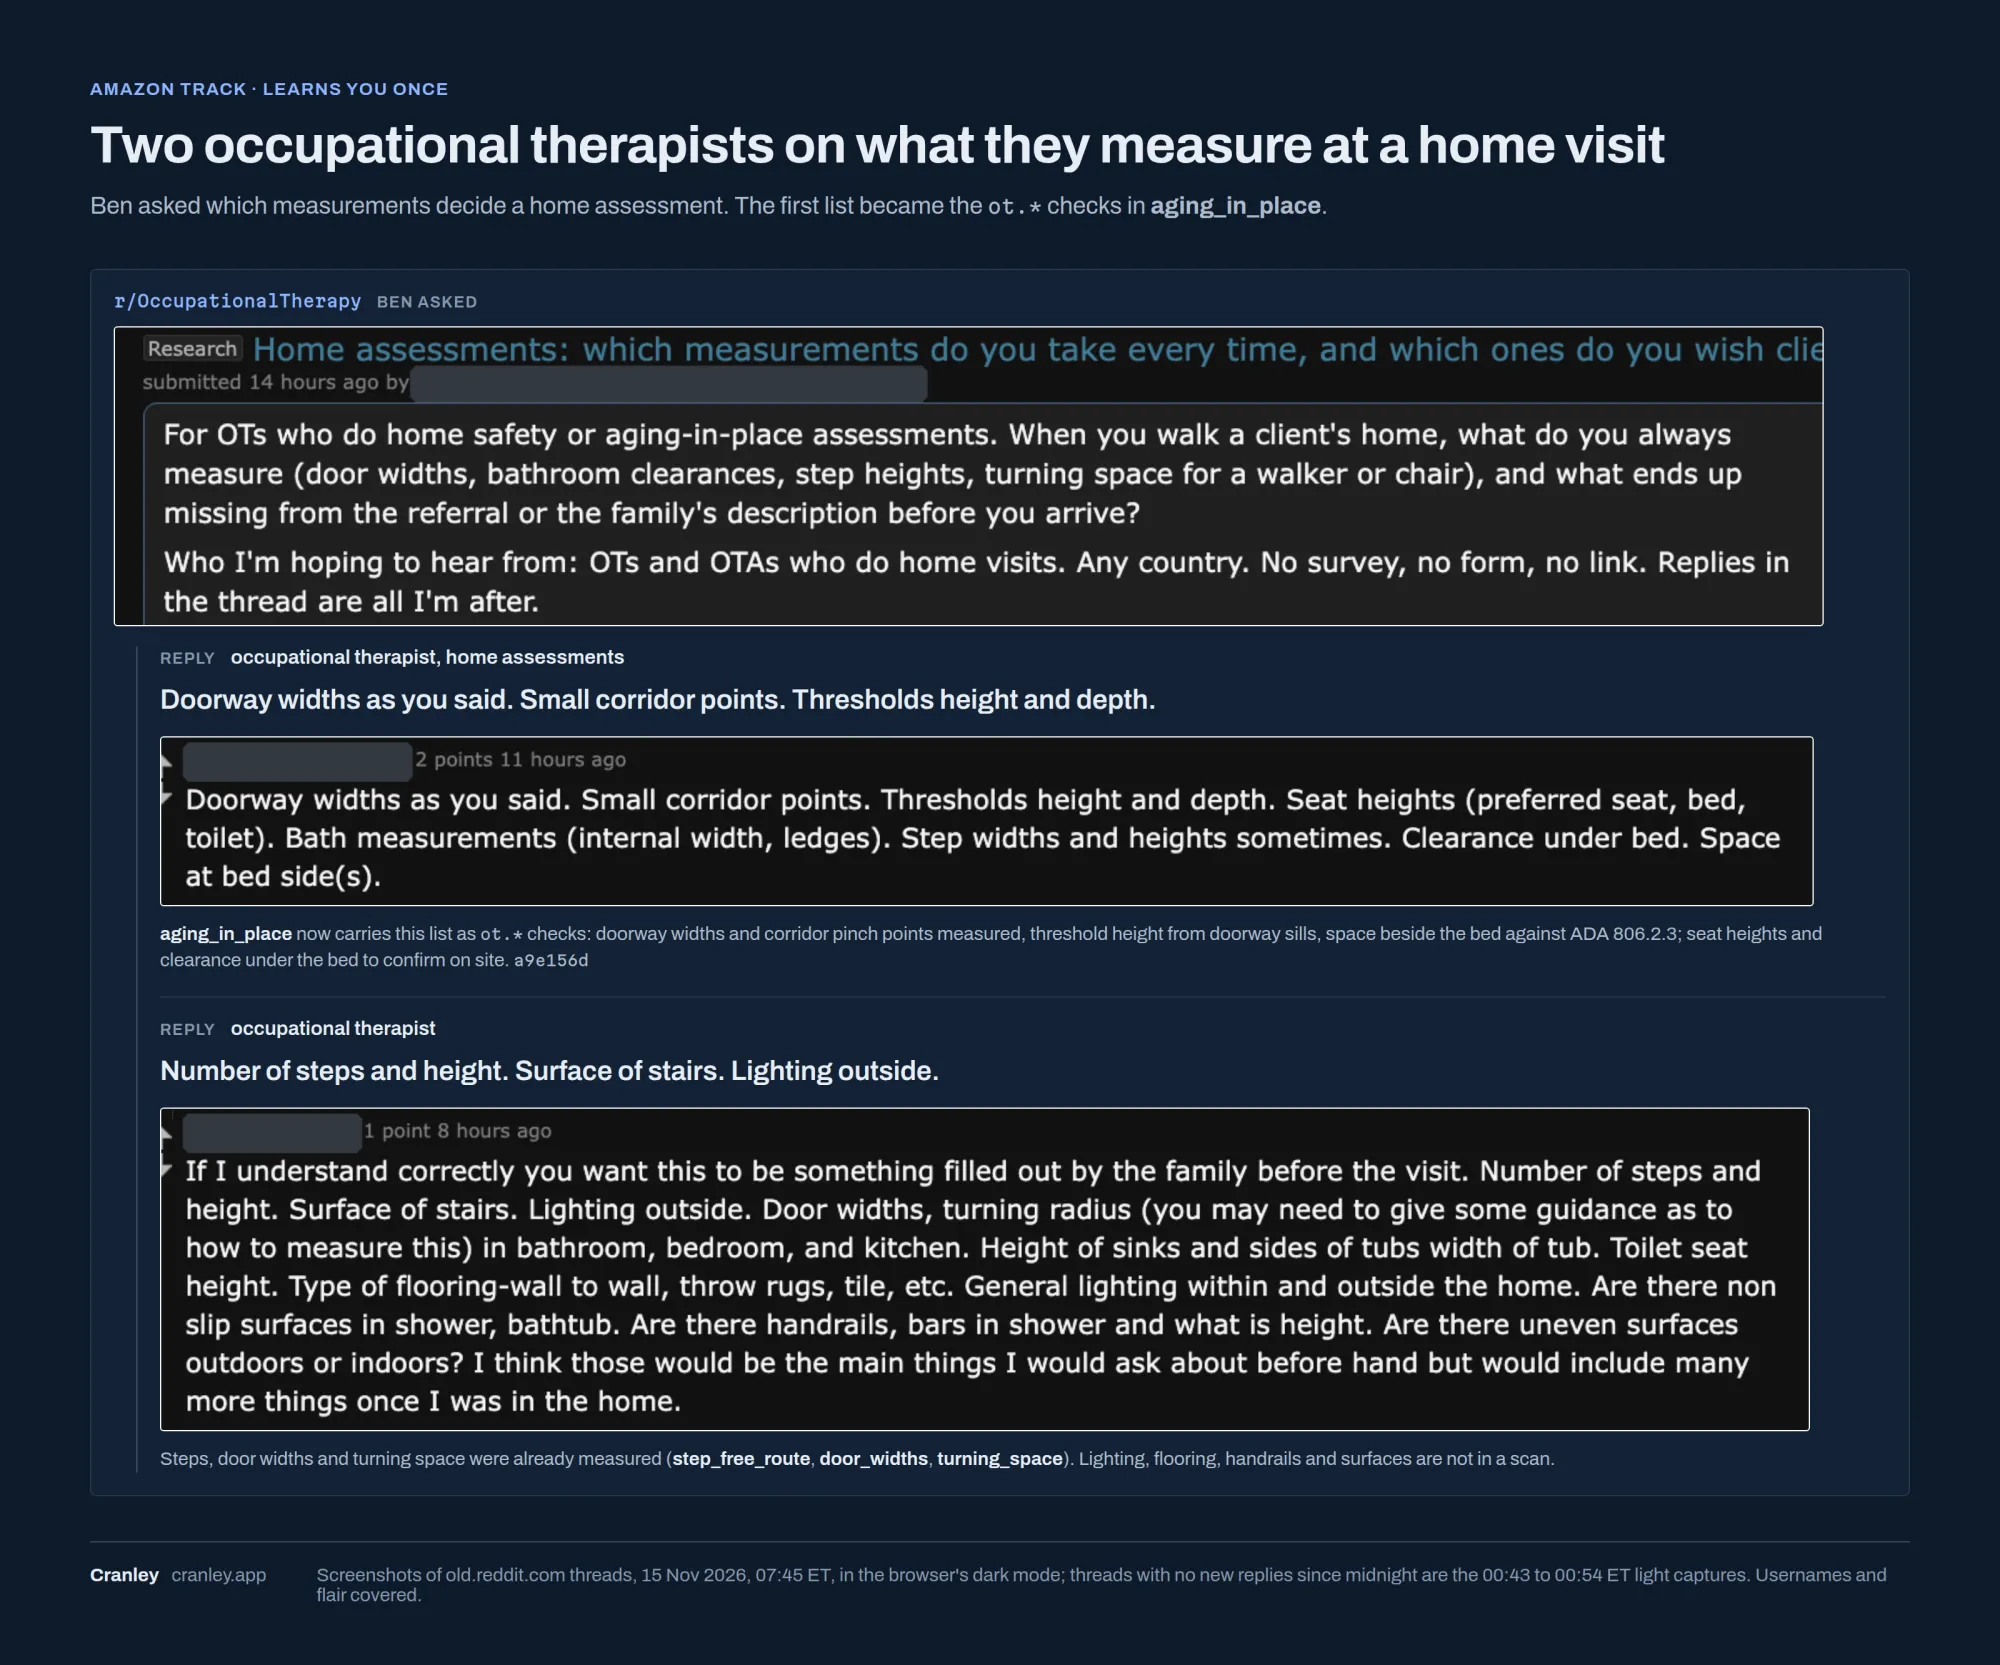 AMAZON TRACK · LEARNS YOU ONCE
Two occupational therapists on what they measure at a home visit
Ben asked which measurements decide a home assessment. The first list became the ot.* checks in aging_in_place.
r/OccupationalTherapy BEN ASKED
Research Home assessments: which measurements do you take every time, and which ones do you wish clie
submitted 14 hours ago by
For OTs who do home safety or aging-in-place assessments. When you walk a client's home, what do you always
measure (door widths, bathroom clearances, step heights, turning space for a walker or chair), and what ends up
missing from the referral or the family's description before you arrive?
Who I'm hoping to hear from: OTs and OTAs who do home visits. Any country. No survey, no form, no link. Replies in
the thread are all I'm after.
REPLY occupational therapist, home assessments
Doorway widths as you said. Small corridor points. Thresholds height and depth.
2 points 11 hours ago
Doorway widths as you said. Small corridor points. Thresholds height and depth. Seat heights (preferred seat, bed,
toilet). Bath measurements (internal width, ledges). Step widths and heights sometimes. Clearance under bed. Space
at bed side(s).
aging_in_place now carries this list as ot.* checks: doorway widths and corridor pinch points measured, threshold height from doorway sills, space beside the bed against ADA 806.2.3; seat heights and
clearance under the bed to confirm on site. a9e156d
REPLY occupational therapist
Number of steps and height. Surface of stairs. Lighting outside.
1 point 8 hours ago
If I understand correctly you want this to be something filled out by the family before the visit. Number of steps and
height. Surface of stairs. Lighting outside. Door widths, turning radius (you may need to give some guidance as to
how to measure this) in bathroom, bedroom, and kitchen. Height of sinks and sides of tubs width of tub. Toilet seat
height. Type of flooring-wall to wall, throw rugs, tile, etc. General lighting within and outside the home. Are there non
slip surfaces in shower, bathtub. Are there handrails, bars in shower and what is height. Are there uneven surfaces
outdoors or indoors? I think those would be the main things I would ask about before hand but would include many
more things once I was in the home.
Steps, door widths and turning space were already measured (step_free_route, door_widths, turning_space). Lighting, flooring, handrails and surfaces are not in a scan.
Cranley cranley.app Screenshots of old.reddit.com threads, 15 Nov 2026, 07:45 ET, in the browser's dark mode; threads with no new replies since midnight are the 00:43 to 00:54 ET light captures. Usernames and
flair covered.